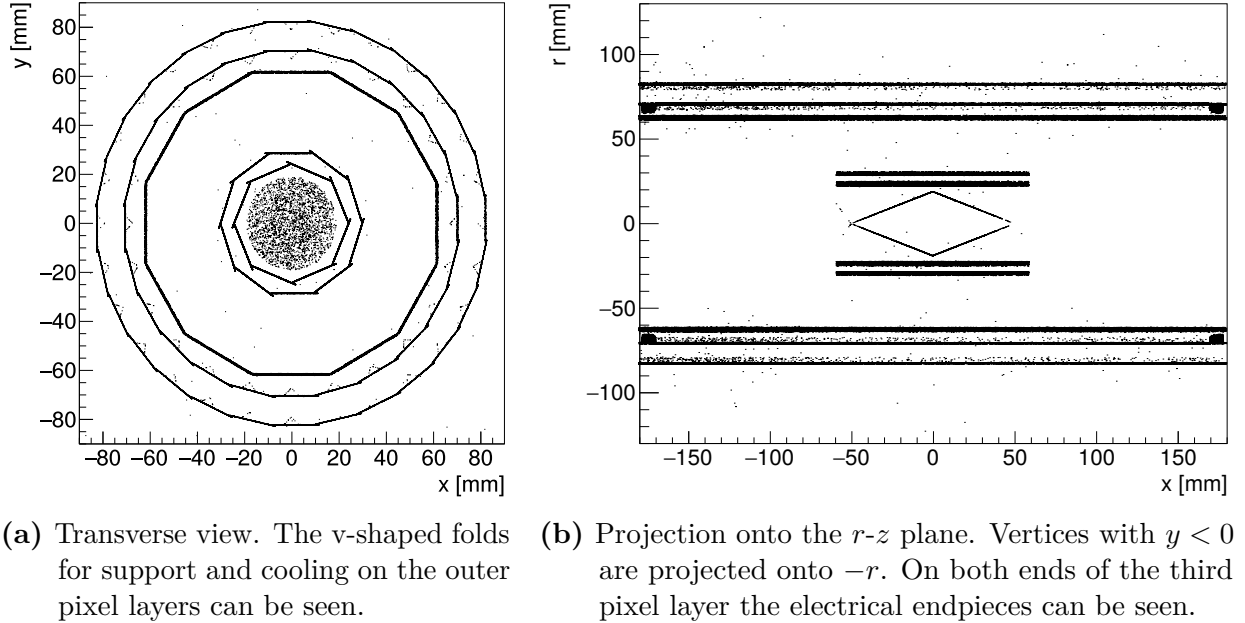 y [mm]
80
60
40
20
0
−20
−40
−60
−80
−80 −60 −40 −20 0 20 40 60 80
x [mm]
r [mm]
100
50
0
−50
−100
−150 −100 −50 0 50 100 150
x [mm]
(a) Transverse view. The v-shaped folds
for support and cooling on the outer
pixel layers can be seen.
(b) Projection onto the r-z plane. Vertices with y < 0
are projected onto −r. On both ends of the third
pixel layer the electrical endpieces can be seen.